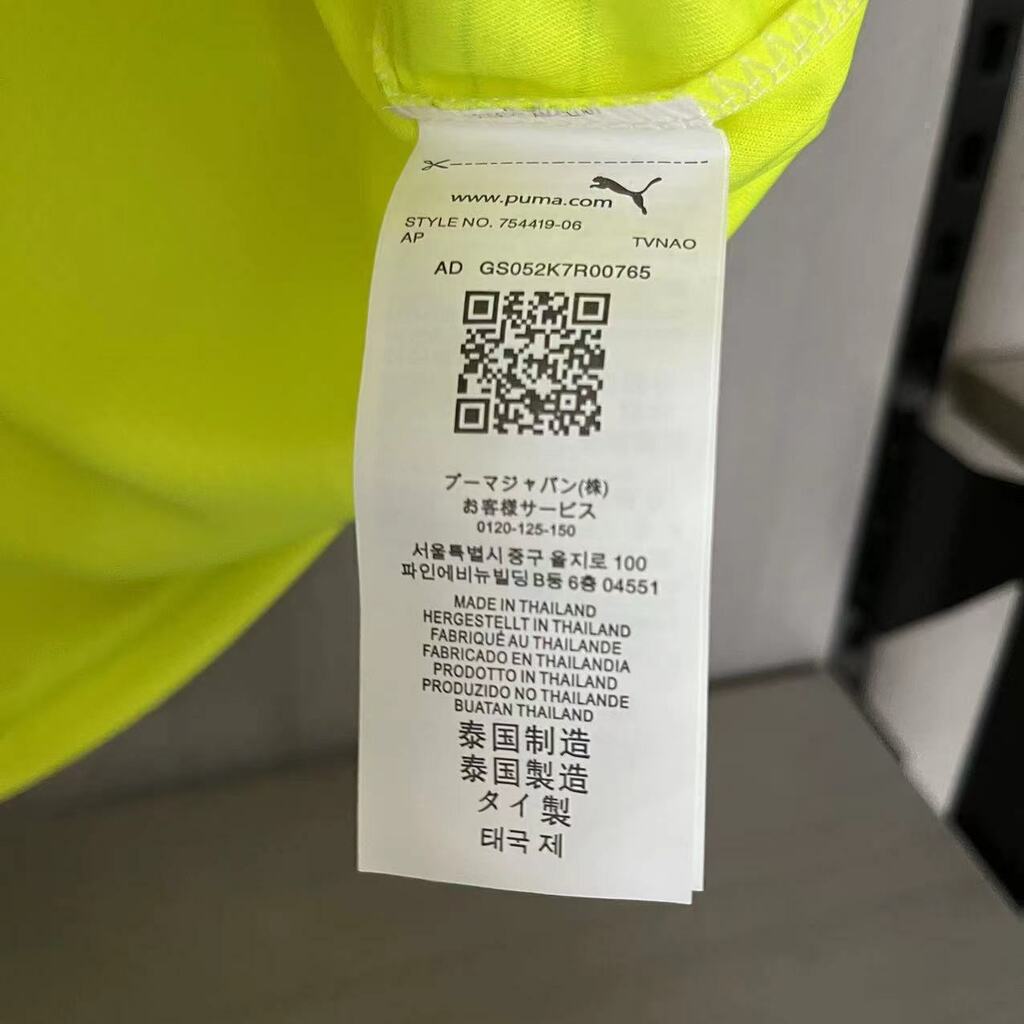 www.puma.com
STYLE NO. 754419-06
AP TVNAO
AD GS052K7R00765
プーマジャパン(株)
お客様サービス
0120-125-150
서울특별시 중구 을지로 100
파인에비뉴빌딩 B동 6층 04551
MADE IN THAILAND
HERGESTELLT IN THAILAND
FABRIQUÉ AU THAILANDE
FABRICADO EN THAILANDIA
PRODOTTO IN THAILAND
PRODUZIDO NO THAILANDE
BUATAN THAILAND
泰国制造
泰国製造
タイ製
태국 제